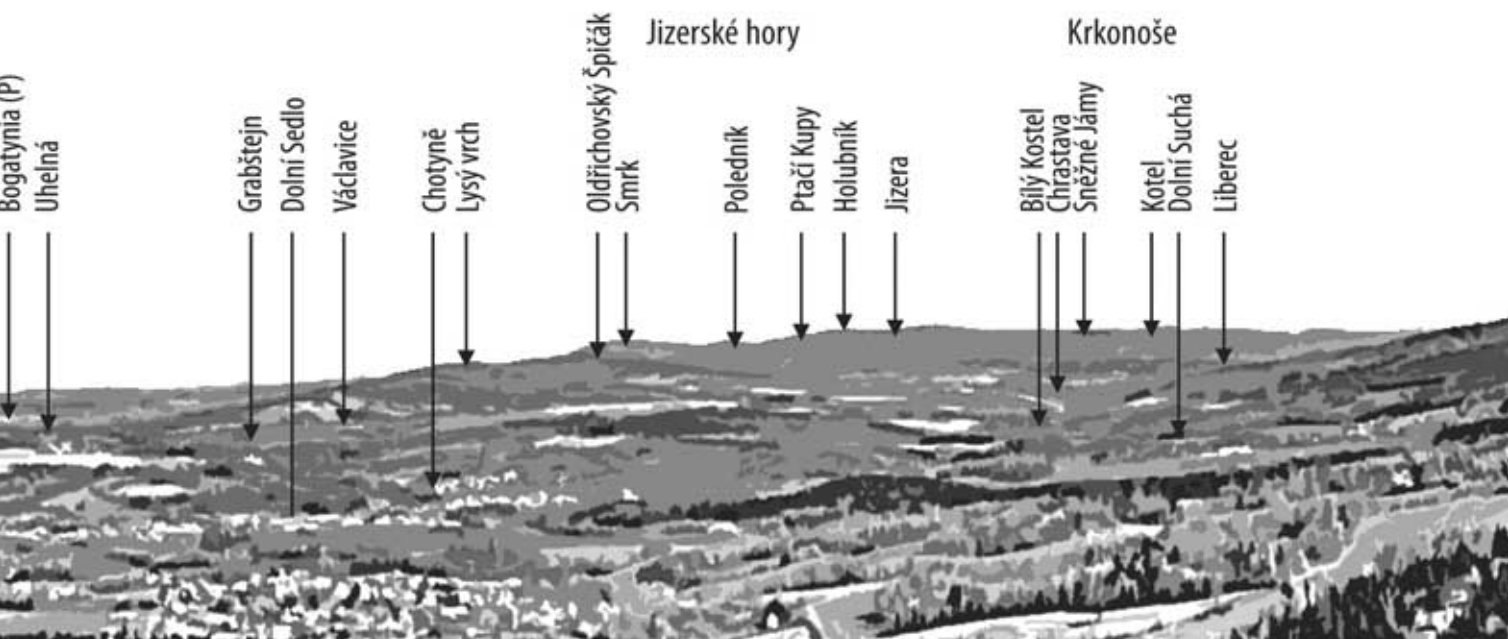 Jizerské hory
Krkonoše
Bogatynia (P)
Uhelná
Grabštejn
Dolní Sedlo
Václavice
Chotyně
Lysý vrch
Oldřichovský Špičák
Smrk
Poledník
Ptačí Kupy
Holubník
Jizera
Bílý Kostel
Chrastava
Sněžné Jámy
Kotel
Dolní Suchá
Liberec